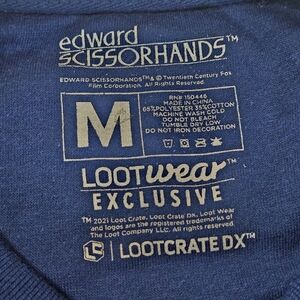 edward
SCISSORHANDS™
EDWARD SCISSORHANDS™ & © Twentieth Century Fox
Film Corporation. All Rights Reserved.
M
RN# 150446
MADE IN CHINA
65% POLYESTER 35% COTTON
MACHINE WASH COLD
DO NOT BLEACH
TUMBLE DRY LOW
DO NOT IRON DECORATION
LOOTwear™
EXCLUSIVE
™ 2021 Loot Crate. Loot Crate DX, Loot Wear
and logos are the registered trademarks of
The Loot Company LLC. All rights reserved.
LC | LOOTCRATE DX™